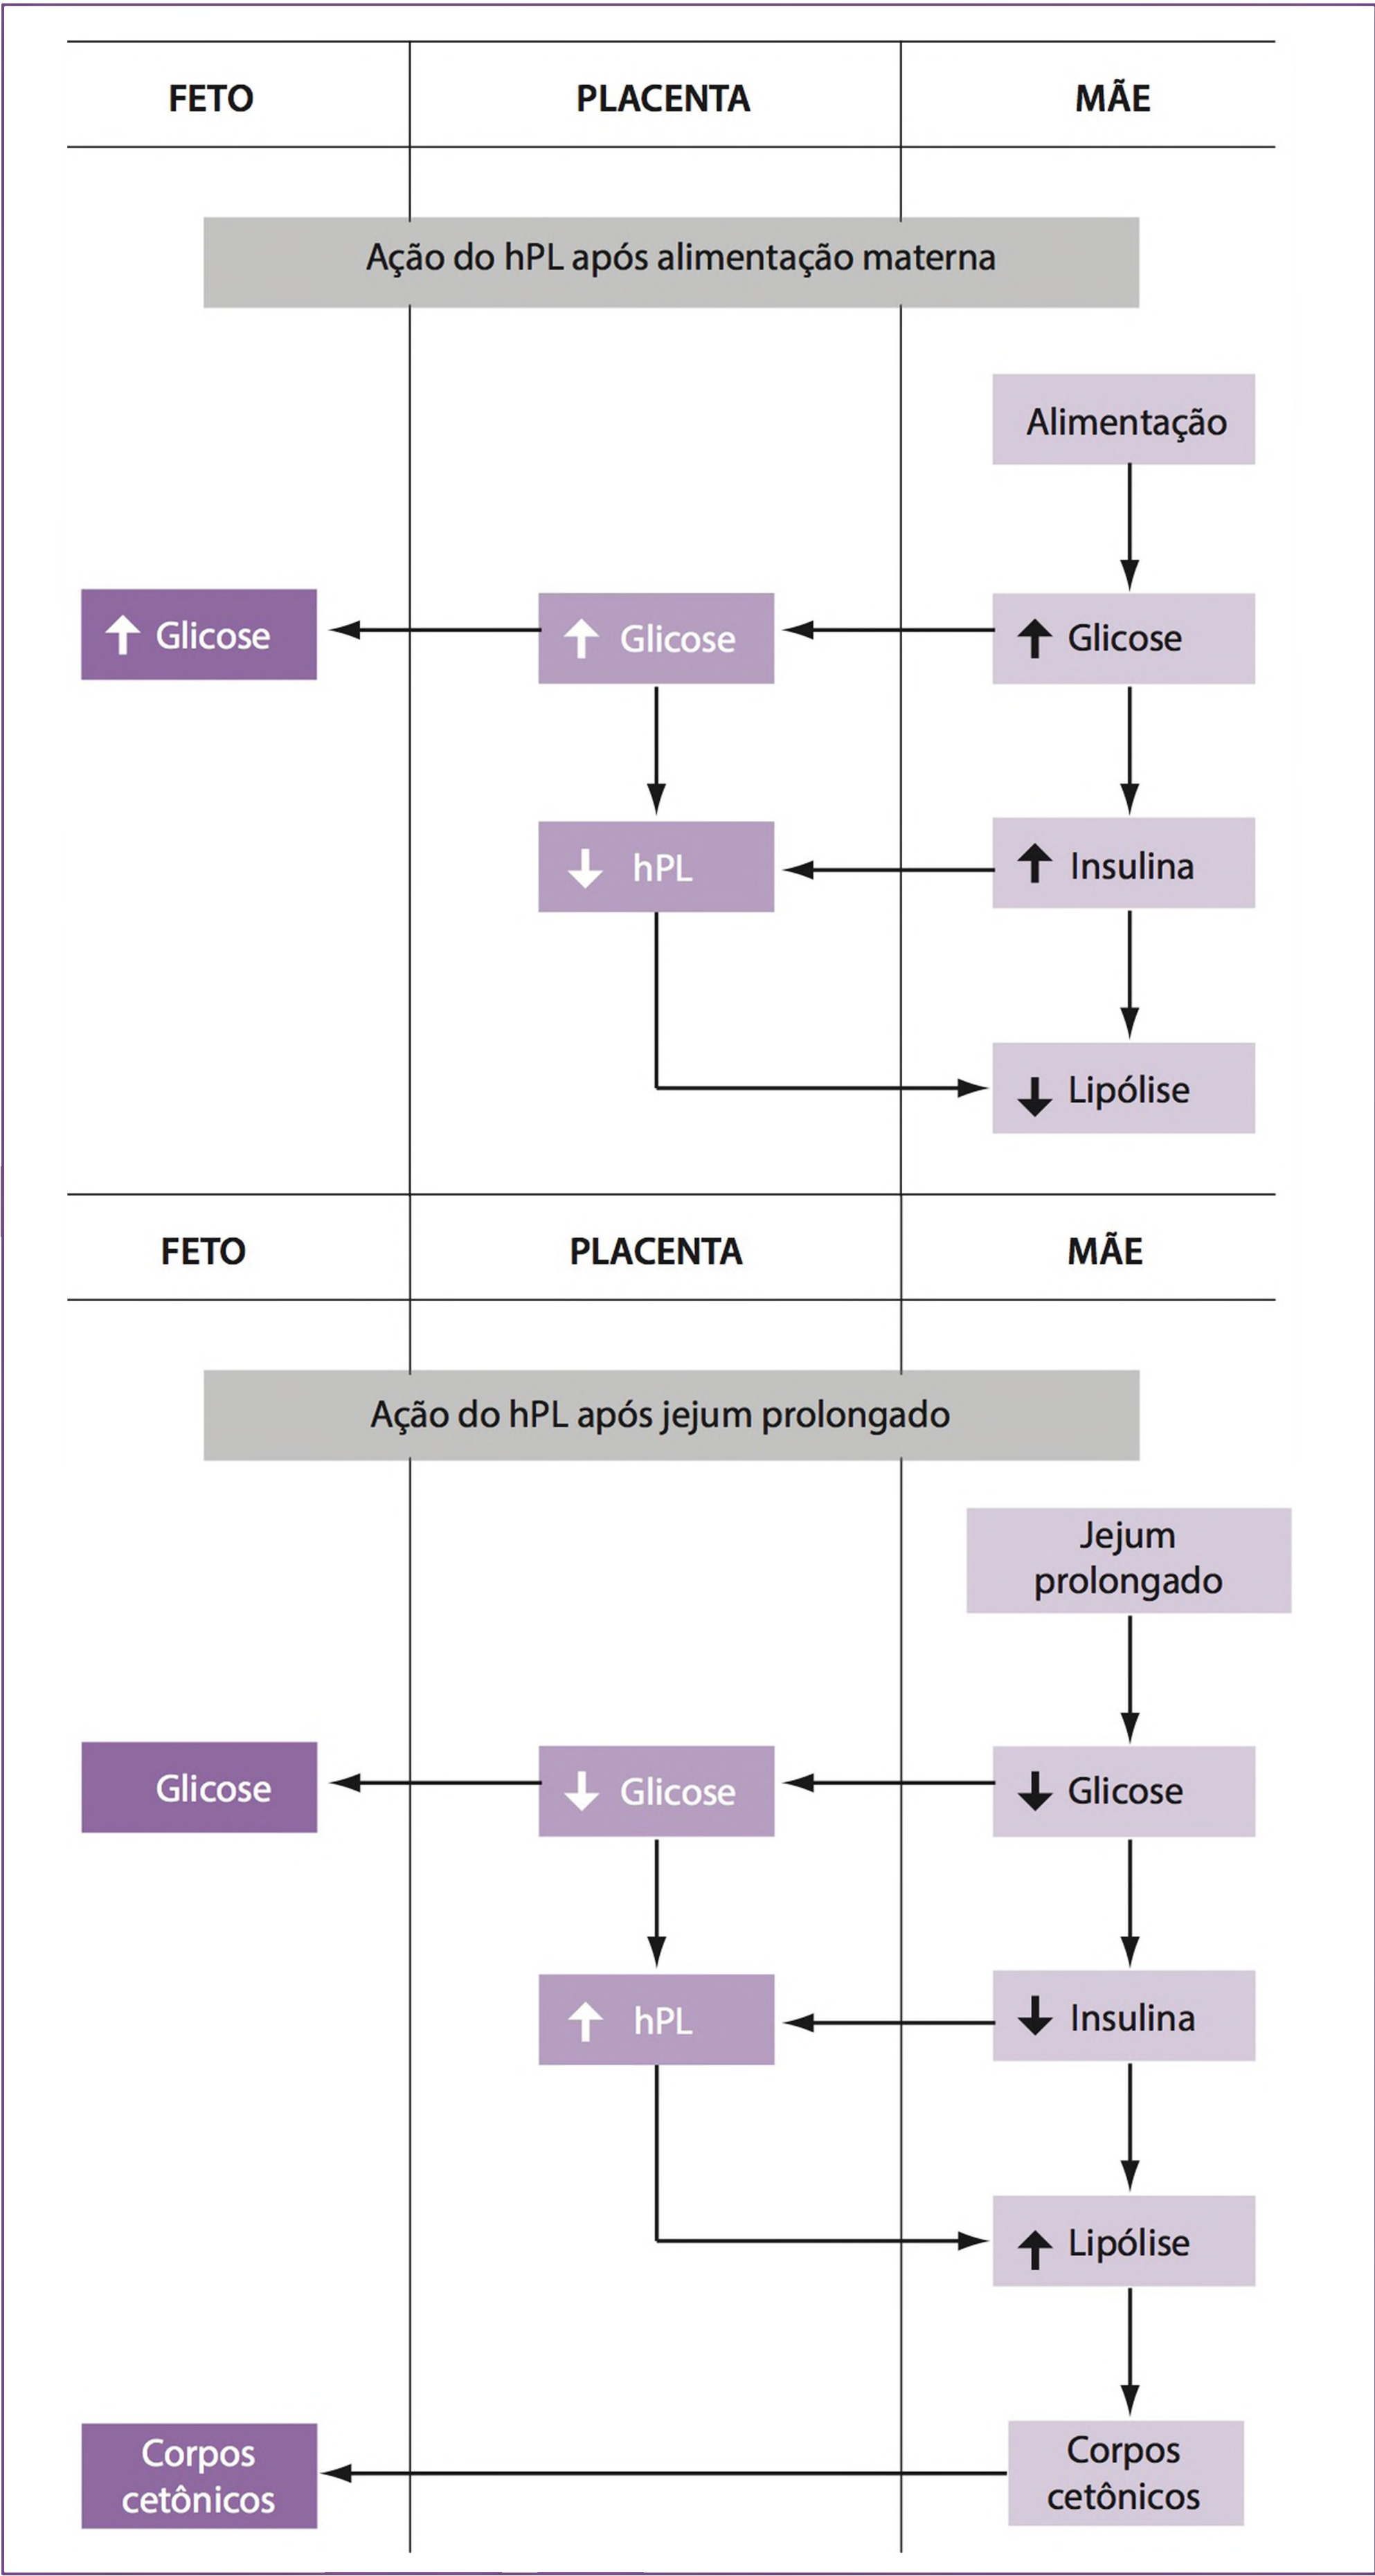 FETO PLACENTA MÃE
Ação do hPL após alimentação materna
Alimentação
↑ Glicose ↑ Glicose ↑ Glicose
↓ hPL ↑ Insulina
↓ Lipólise
FETO PLACENTA MÃE
Ação do hPL após jejum prolongado
Jejum
prolongado
Glicose ↓ Glicose ↓ Glicose
↑ hPL ↓ Insulina
↑ Lipólise
Corpos
cetônicos
Corpos
cetônicos